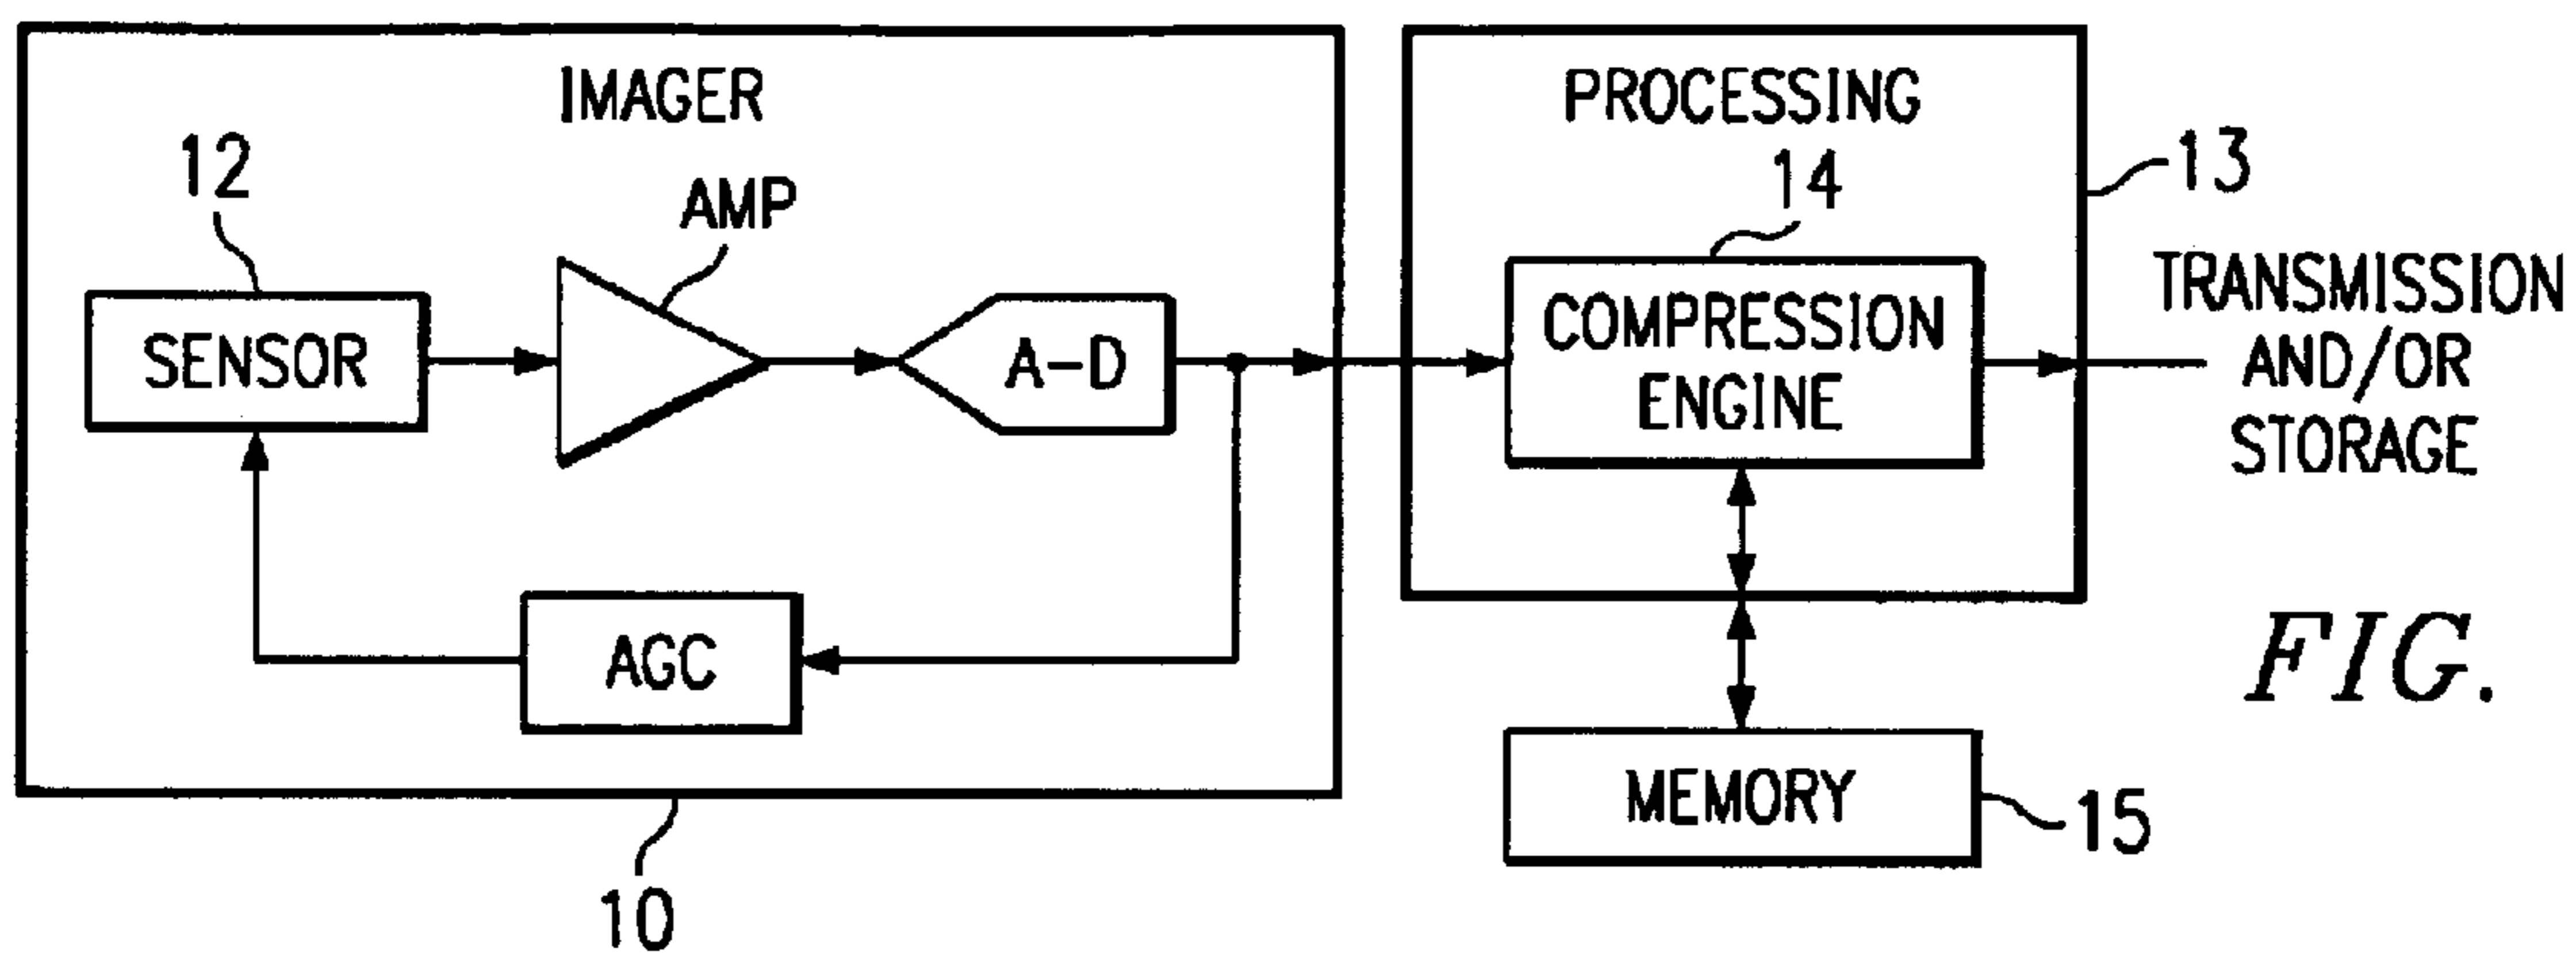 IMAGER
12
AMP
SENSOR
A-D
AGC
10
PROCESSING
14
13
COMPRESSION
ENGINE
TRANSMISSION
AND/OR
STORAGE
MEMORY
15
FIG.